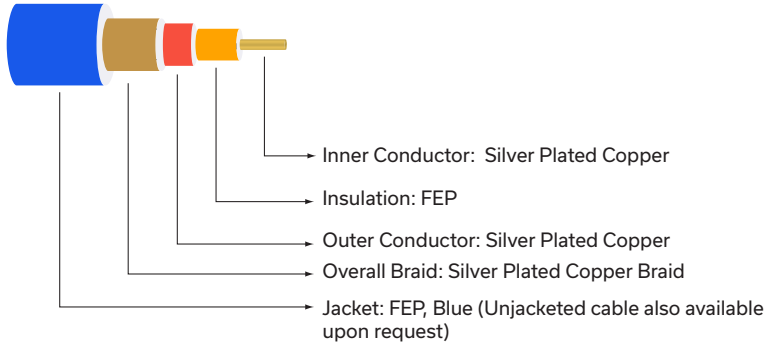 Inner Conductor:  Silver Plated Copper
Insulation: FEP
Outer Conductor: Silver Plated Copper
Overall Braid: Silver Plated Copper Braid
Jacket: FEP, Blue (Unjacketed cable also available
upon request)